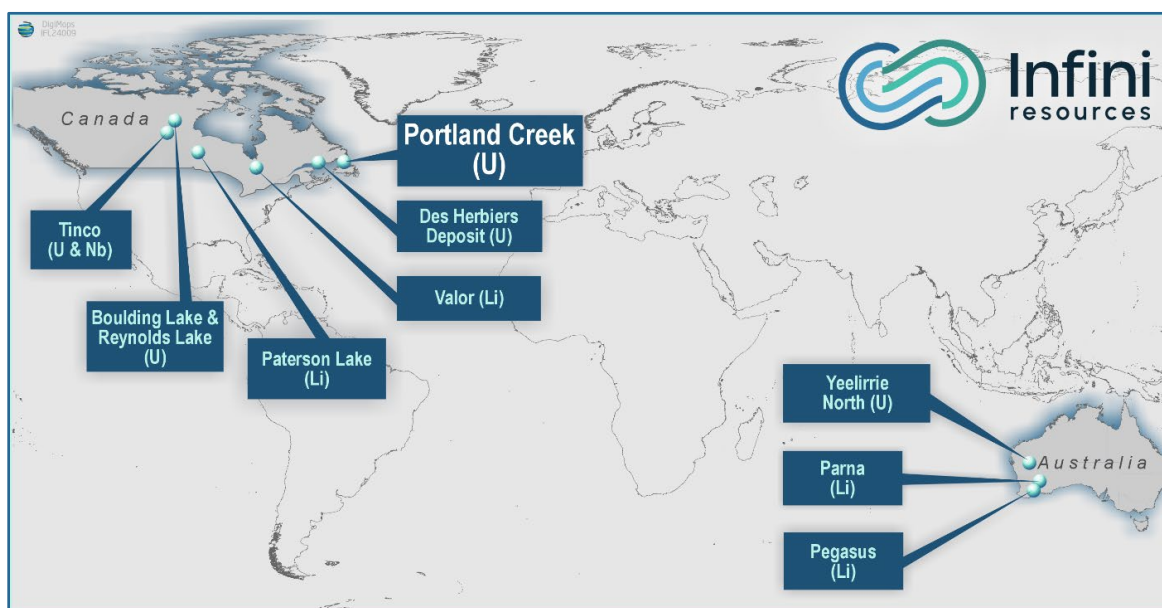 DigiMaps
IFL24009
Infini
resources
Canada
Portland Creek
(U)
Tinco
(U & Nb)
Des Herbiers
Deposit (U)
Boulding Lake &
Reynolds Lake
(U)
Valor (Li)
Paterson Lake
(Li)
Yeelirrie
North (U)
Australia
Parna
(Li)
Pegasus
(Li)